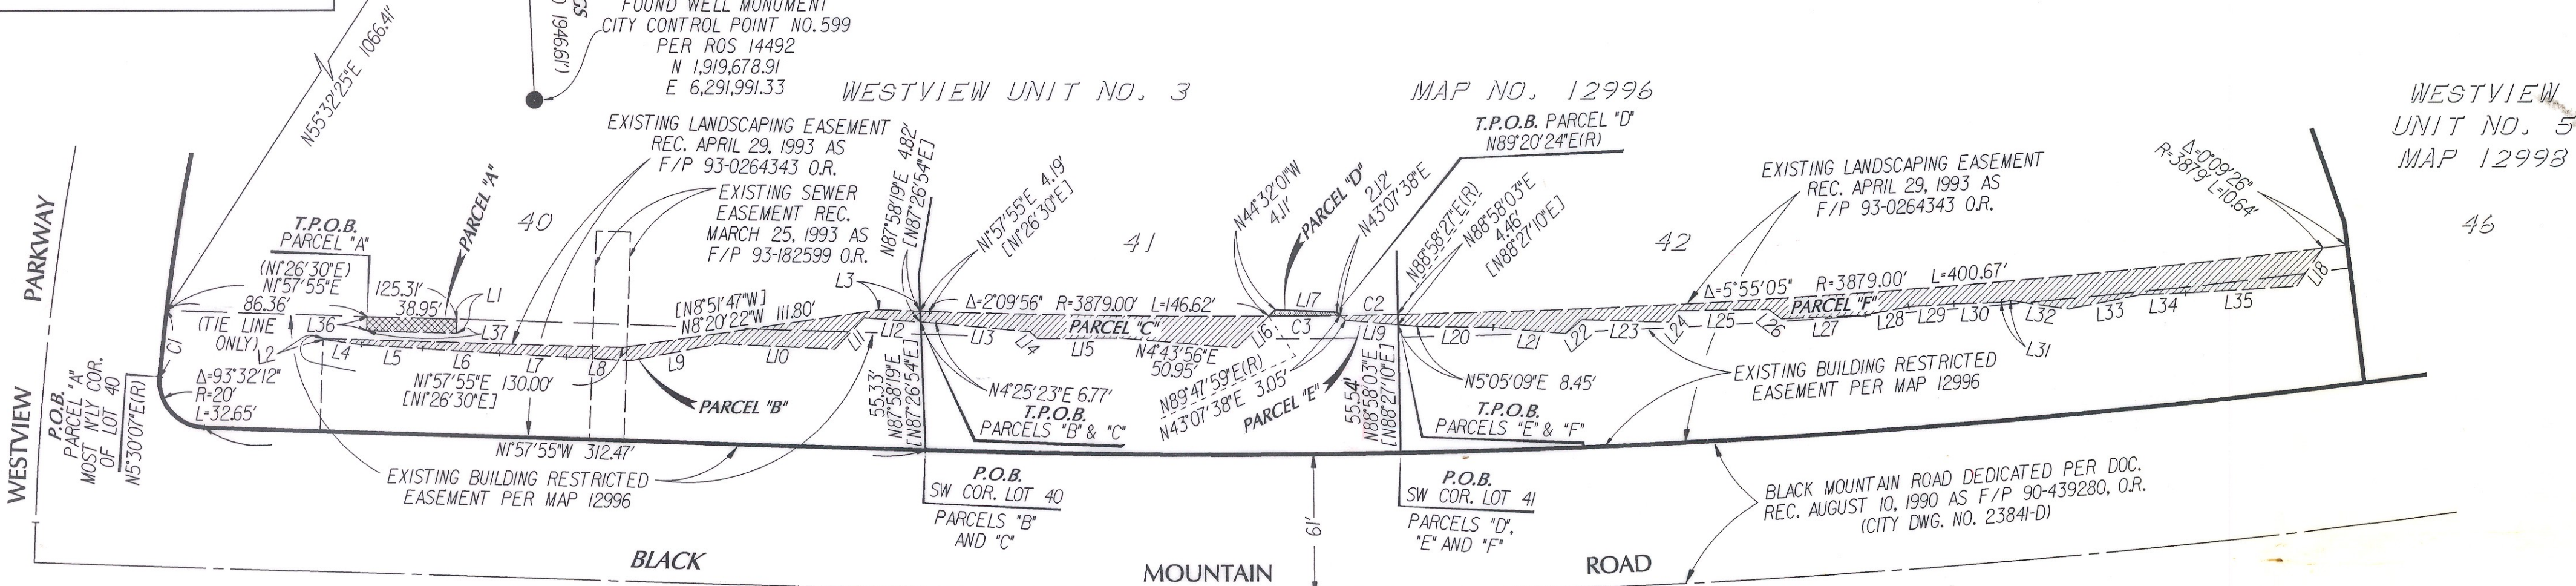 N55°32'25"E 1066.41'
1946.61')
FOUND WELL MONUMENT
CITY CONTROL POINT NO.599
PER ROS 14492
N 1,919,678.91
E 6,291,991.33
WESTVIEW UNIT NO. 3
MAP NO. 12996
WESTVIEW
UNIT NO. 5
MAP 12998
EXISTING LANDSCAPING EASEMENT
REC. APRIL 29, 1993 AS
F/P 93-0264343 O.R.
EXISTING SEWER
EASEMENT REC.
MARCH 25, 1993 AS
F/P 93-182599 O.R.
T.P.O.B.
PARCEL "A"
PARCEL "A"
40
(N1°26'30"E)
N1°57'55"E
86.36'
(TIE LINE
ONLY)
125.31'
38.95'
L1
L36
L37
L2
L4
L5
L6
L7
L8
L9
L10
L11
L12
L3
[N8°51'47"W]
N8°20'22"W 111.80'
N87°58'19"E 4.82'
[N87°26'54"E]
N1°57'55"E 4.19'
[N1°26'30"E]
41
Δ=2°09'56" R=3879.00' L=146.62'
PARCEL "C"
L13
L14
L15
N4°43'56"E
50.95'
L16
L17
C3
C2
L19
N44°32'01"W
4.11'
PARCEL "D"
2.12'
N43°07'38"E
T.P.O.B. PARCEL "D"
N89°20'24"E(R)
N88°58'27"E(R)
N88°58'03"E
4.46'
[N88°27'10"E]
42
EXISTING LANDSCAPING EASEMENT
REC. APRIL 29, 1993 AS
F/P 93-0264343 O.R.
Δ=0°09'26"
R=3879' L=10.64'
46
Δ=5°55'05" R=3879.00' L=400.67'
PARCEL "F"
L18
L20
L21
L22
L23
L24
L25
L26
L27
L28
L29
L30
L31
L32
L33
L34
L35
WESTVIEW PARKWAY
P.O.B.
PARCEL "A"
MOST N'LY COR.
OF LOT 40
N5°30'07"E(R)
C1
Δ=93°32'12"
R=20'
L=32.65'
N1°57'55"E 130.00'
[N1°26'30"E]
PARCEL "B"
N1°57'55"W 312.47'
EXISTING BUILDING RESTRICTED
EASEMENT PER MAP 12996
55.33'
N87°58'19"E
[N87°26'54"E]
N4°25'23"E 6.77'
T.P.O.B.
PARCELS "B" & "C"
P.O.B.
SW COR. LOT 40
PARCELS "B"
AND "C"
N89°47'59"E(R)
N43°07'38"E 3.05'
PARCEL "E"
55.54'
N88°58'03"E
[N88°27'10"E]
N5°05'09"E 8.45'
T.P.O.B.
PARCELS "E" & "F"
P.O.B.
SW COR. LOT 41
PARCELS "D",
"E" AND "F"
EXISTING BUILDING RESTRICTED
EASEMENT PER MAP 12996
BLACK MOUNTAIN ROAD DEDICATED PER DOC.
REC. AUGUST 10, 1990 AS F/P 90-439280, O.R.
(CITY DWG. NO. 23841-D)
61'
BLACK MOUNTAIN ROAD